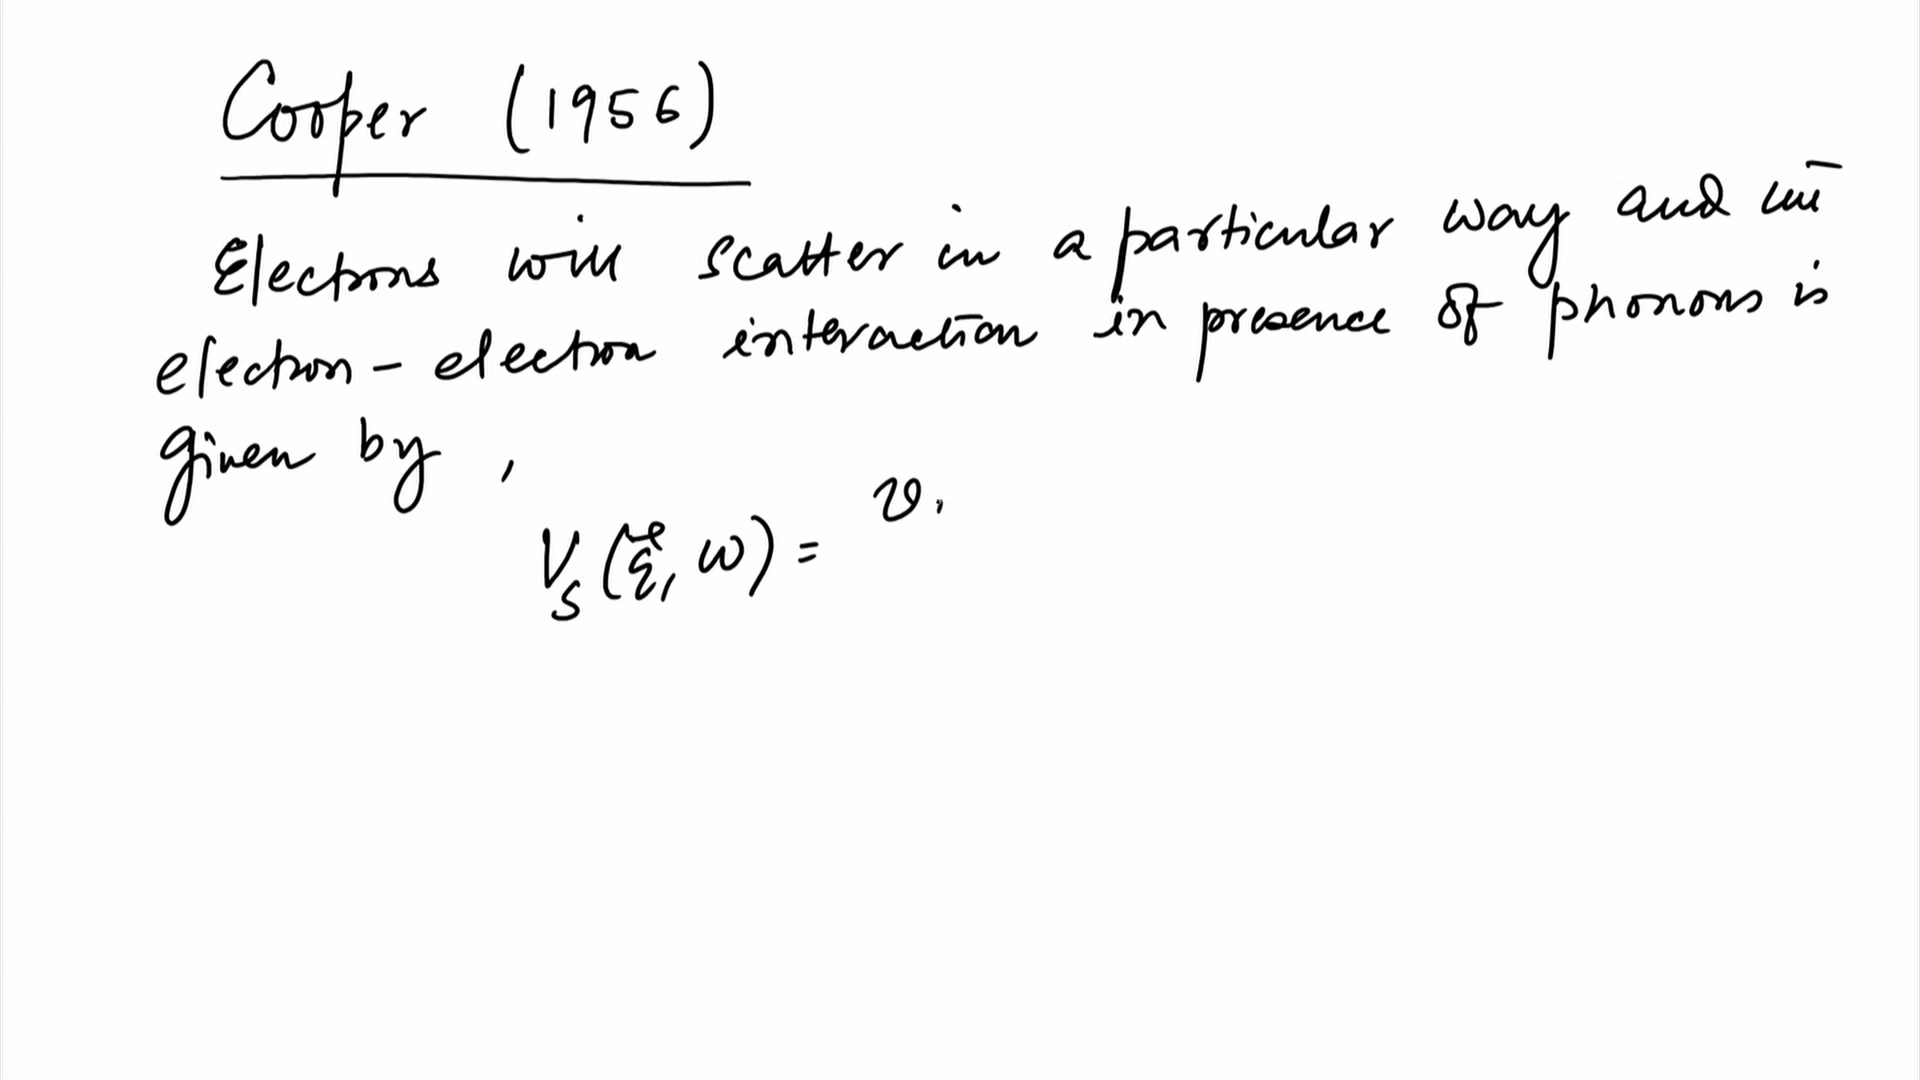 Cooper (1956)
Electrons will scatter in a particular way and
electron - electron interaction in presence of phonons is
given by ,
V_s(ξ⃗, ω) = v